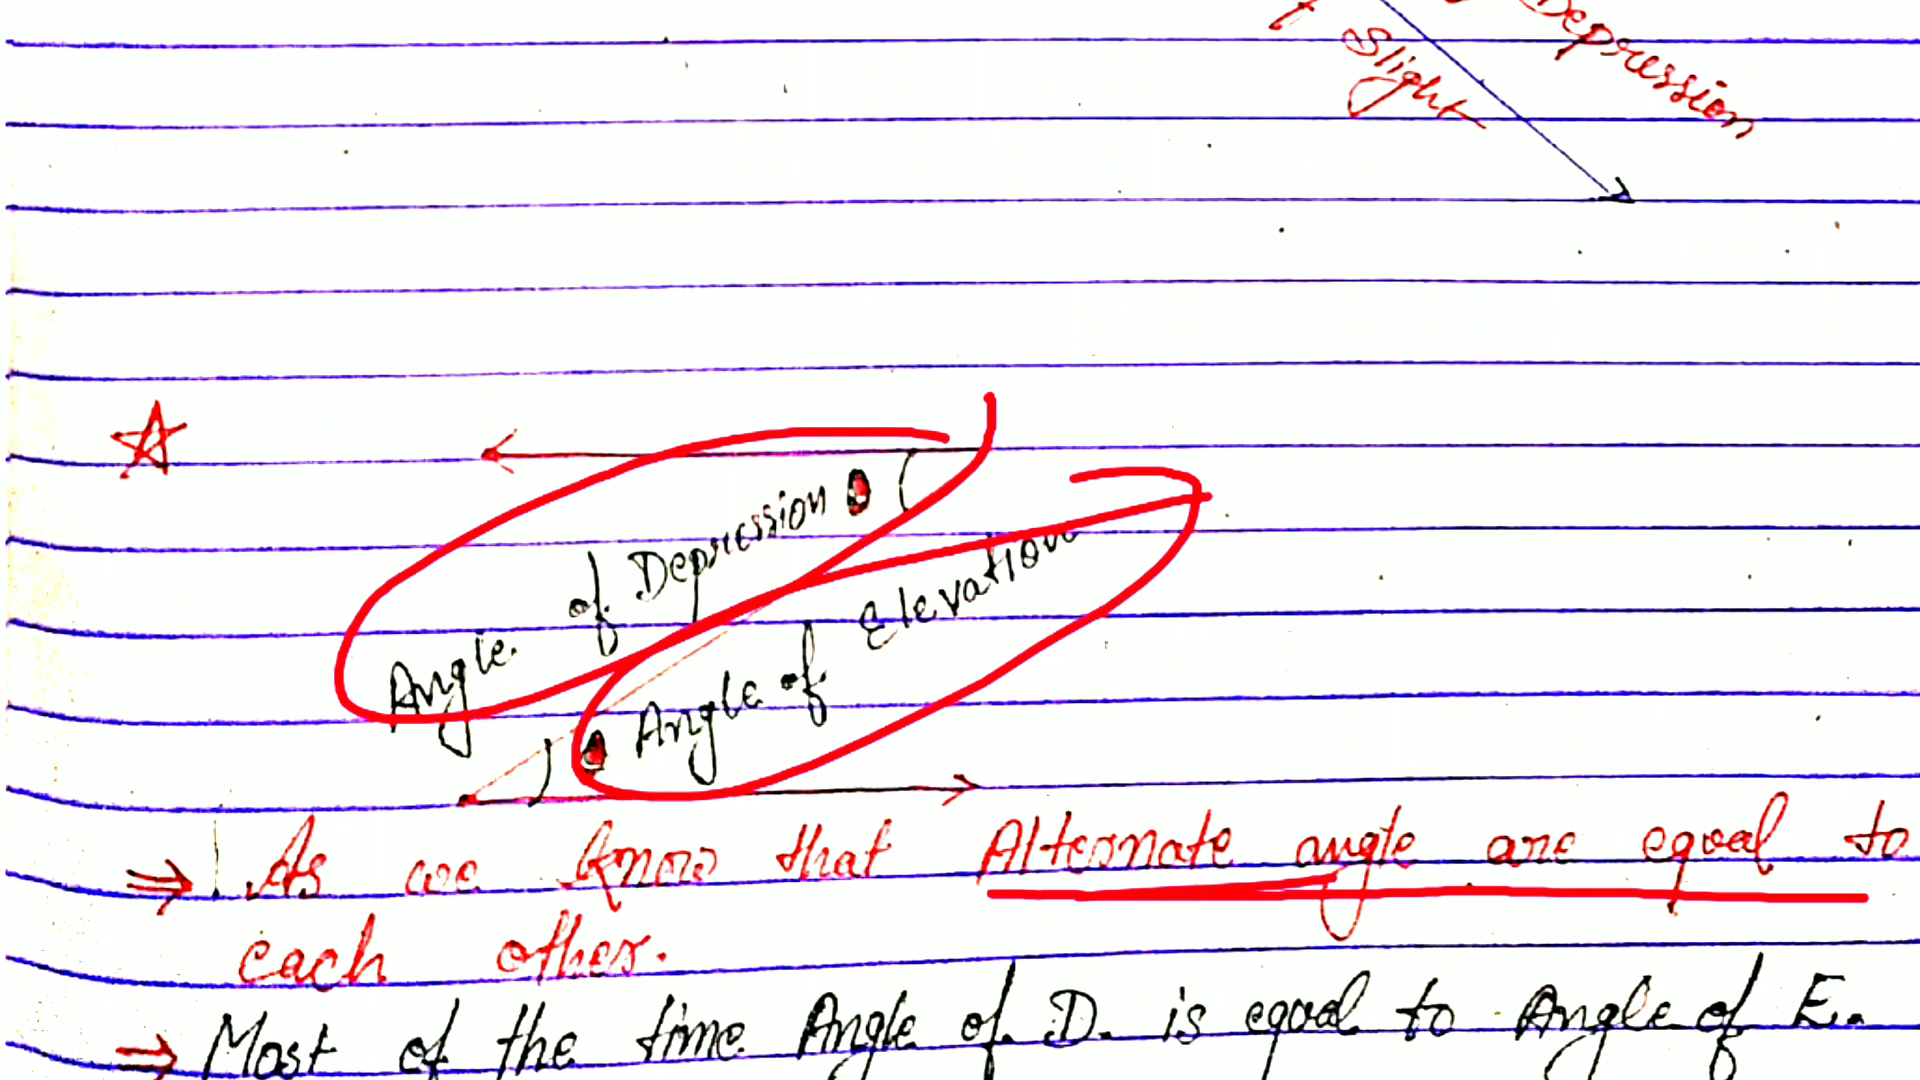 Depression
f Slight
Angle of Depression
Angle of Elevation
⇒ As we know that Alternate angle are equal to
each other.
⇒ Most of the time Angle of D. is equal to Angle of E.